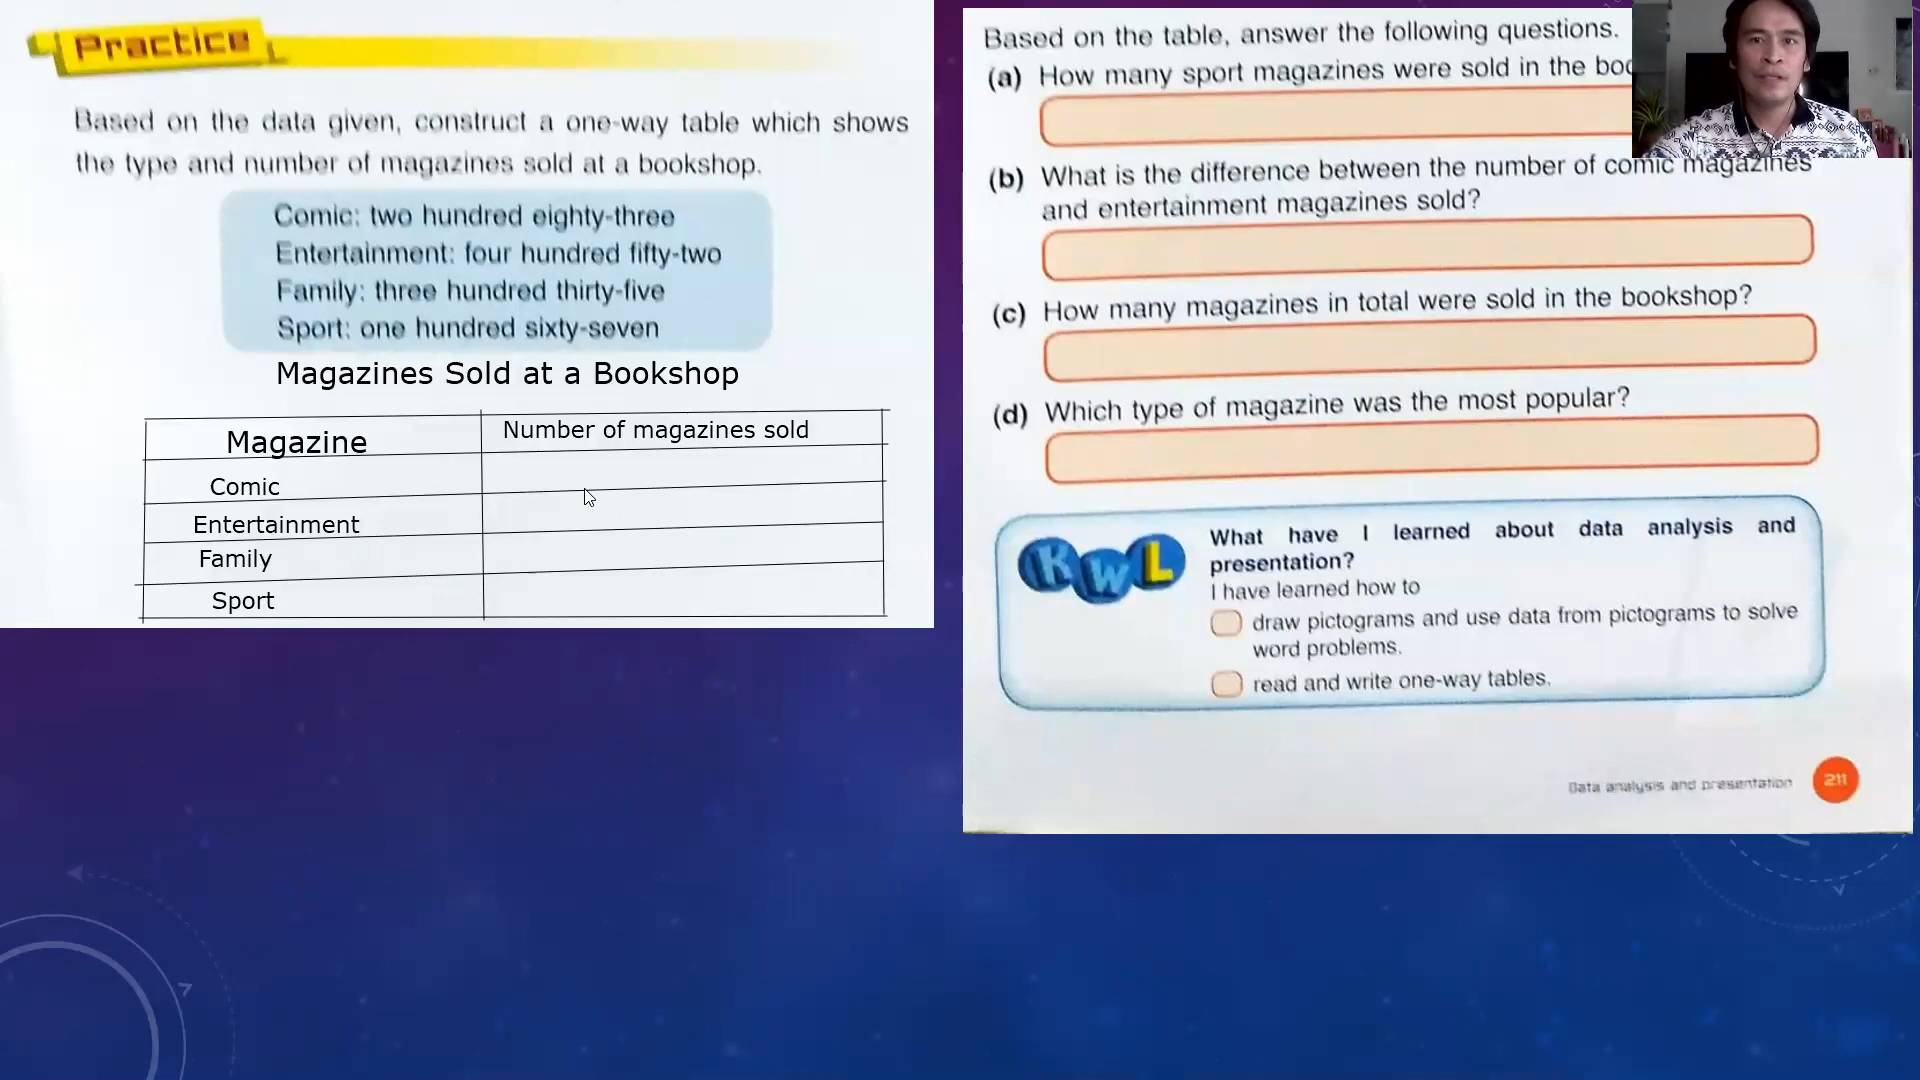 Practice
Based on the data given, construct a one-way table which shows
the type and number of magazines sold at a bookshop.
Comic: two hundred eighty-three
Entertainment: four hundred fifty-two
Family: three hundred thirty-five
Sport: one hundred sixty-seven
Magazines Sold at a Bookshop
Magazine
Number of magazines sold
Comic
Entertainment
Family
Sport
Based on the table, answer the following questions.
(a) How many sport magazines were sold in the
(b) What is the difference between the number of comic magazines
and entertainment magazines sold?
(c) How many magazines in total were sold in the bookshop?
(d) Which type of magazine was the most popular?
KWL
What have I learned about data analysis and
presentation?
I have learned how to
draw pictograms and use data from pictograms to solve
word problems.
read and write one-way tables.
Data analysis and presentation 211